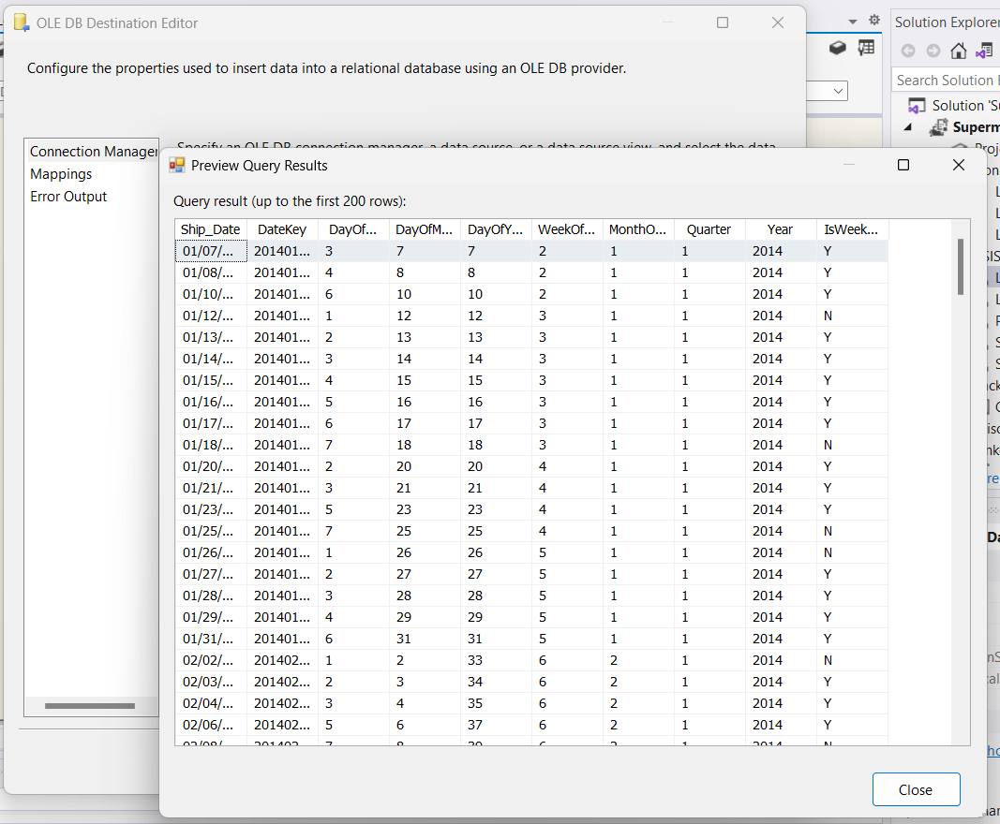 OLE DB Destination Editor
Configure the properties used to insert data into a relational database using an OLE DB provider.
Connection Manager
Mappings
Error Output
Specify an OLE DB connection manager, a data source, or a data source view, and select the data
Preview Query Results
Query result (up to the first 200 rows):
Ship_Date DateKey DayOf... DayOfM... DayOfY... WeekOf... MonthO... Quarter Year IsWeek...
01/07/... 201401... 3 7 7 2 1 1 2014 Y
01/08/... 201401... 4 8 8 2 1 1 2014 Y
01/10/... 201401... 6 10 10 2 1 1 2014 Y
01/12/... 201401... 1 12 12 3 1 1 2014 N
01/13/... 201401... 2 13 13 3 1 1 2014 Y
01/14/... 201401... 3 14 14 3 1 1 2014 Y
01/15/... 201401... 4 15 15 3 1 1 2014 Y
01/16/... 201401... 5 16 16 3 1 1 2014 Y
01/17/... 201401... 6 17 17 3 1 1 2014 Y
01/18/... 201401... 7 18 18 3 1 1 2014 N
01/20/... 201401... 2 20 20 4 1 1 2014 Y
01/21/... 201401... 3 21 21 4 1 1 2014 Y
01/23/... 201401... 5 23 23 4 1 1 2014 Y
01/25/... 201401... 7 25 25 4 1 1 2014 N
01/26/... 201401... 1 26 26 5 1 1 2014 N
01/27/... 201401... 2 27 27 5 1 1 2014 Y
01/28/... 201401... 3 28 28 5 1 1 2014 Y
01/29/... 201401... 4 29 29 5 1 1 2014 Y
01/31/... 201401... 6 31 31 5 1 1 2014 Y
02/02/... 201402... 1 2 33 6 2 1 2014 N
02/03/... 201402... 2 3 34 6 2 1 2014 Y
02/04/... 201402... 3 4 35 6 2 1 2014 Y
02/06/... 201402... 5 6 37 6 2 1 2014 Y
02/08/... 201402... 7 8 39 6 2 1 2014 N
Close
Solution Explorer
Search Solution
Solution 'Su
Superm